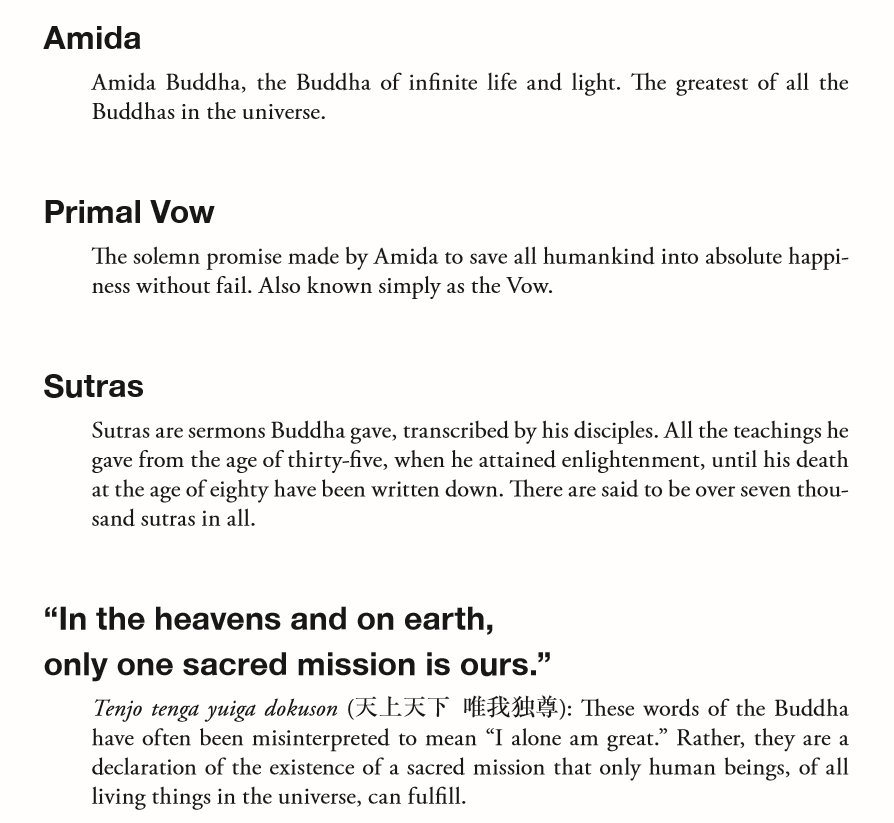 Amida
Amida Buddha, the Buddha of infinite life and light. The greatest of all the
Buddhas in the universe.
Primal Vow
The solemn promise made by Amida to save all humankind into absolute happi-
ness without fail. Also known simply as the Vow.
Sutras
Sutras are sermons Buddha gave, transcribed by his disciples. All the teachings he
gave from the age of thirty-five, when he attained enlightenment, until his death
at the age of eighty have been written down. There are said to be over seven thou-
sand sutras in all.
“In the heavens and on earth,
only one sacred mission is ours.”
Tenjo tenga yuiga dokuson (天上天下 唯我独尊): These words of the Buddha
have often been misinterpreted to mean “I alone am great.” Rather, they are a
declaration of the existence of a sacred mission that only human beings, of all
living things in the universe, can fulfill.